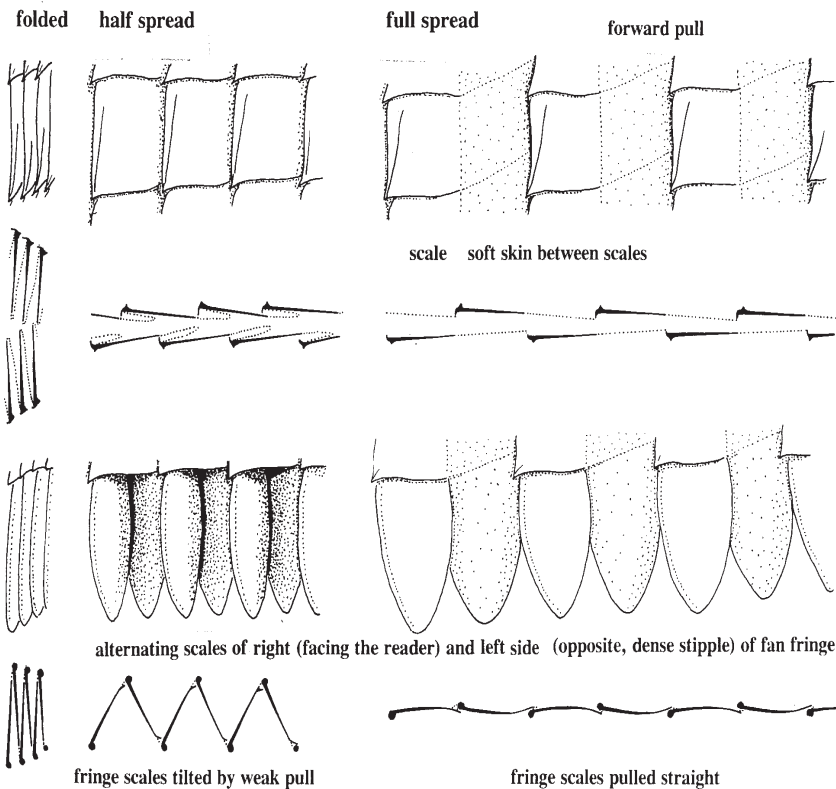 folded half spread full spread
forward pull
scale soft skin between scales
alternating scales of right (facing the reader) and left side (opposite, dense stipple) of fan fringe
fringe scales tilted by weak pull fringe scales pulled straight